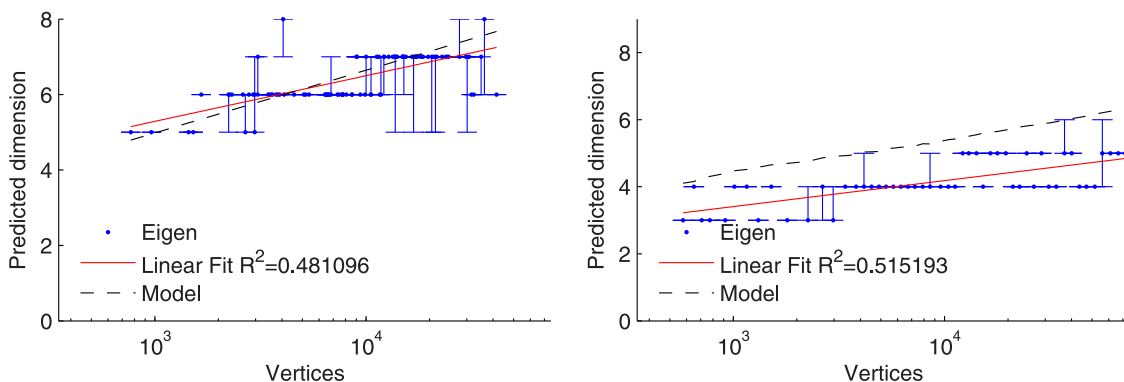 8
6
4
2
0
Predicted dimension
Eigen
Linear Fit R²=0.481096
Model
10³
10⁴
Vertices
8
6
4
2
0
Predicted dimension
Eigen
Linear Fit R²=0.515193
Model
10³
10⁴
Vertices